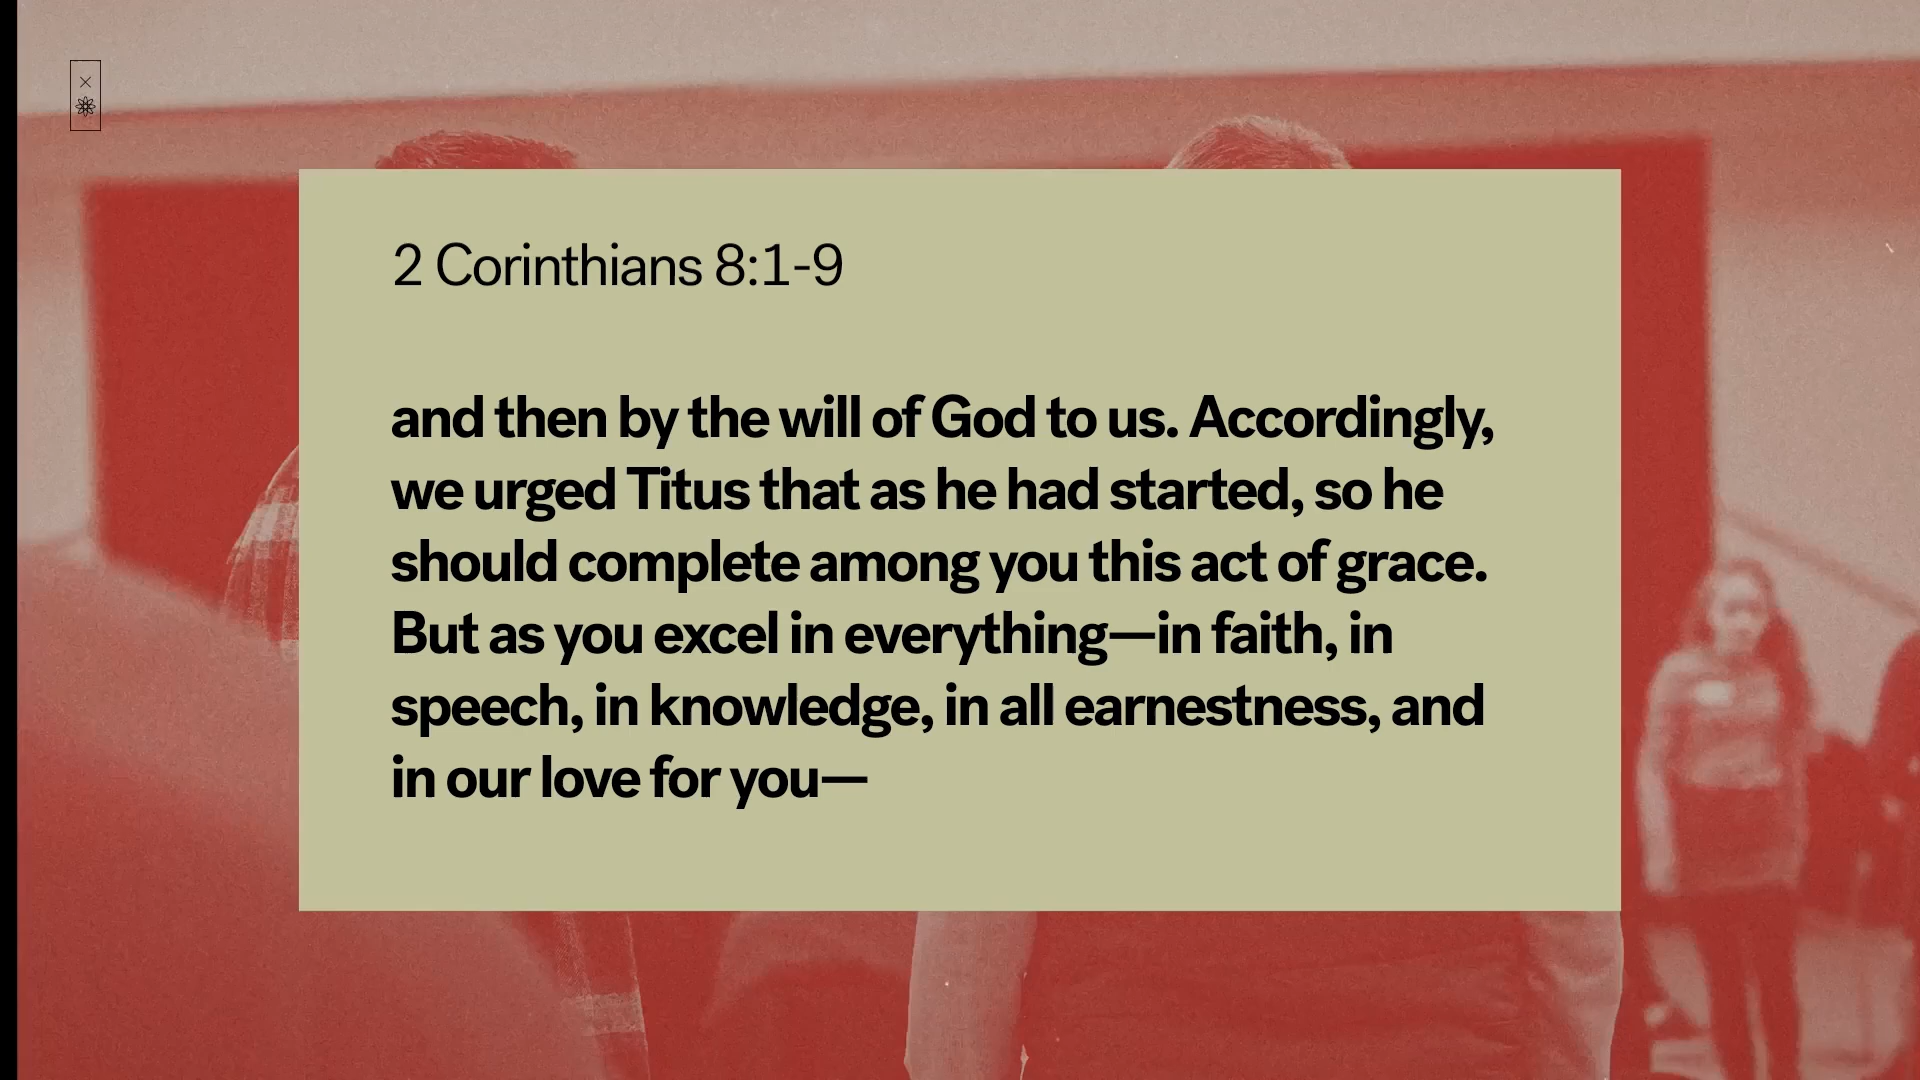 2 Corinthians 8:1-9
and then by the will of God to us. Accordingly,
we urged Titus that as he had started, so he
should complete among you this act of grace.
But as you excel in everything—in faith, in
speech, in knowledge, in all earnestness, and
in our love for you—